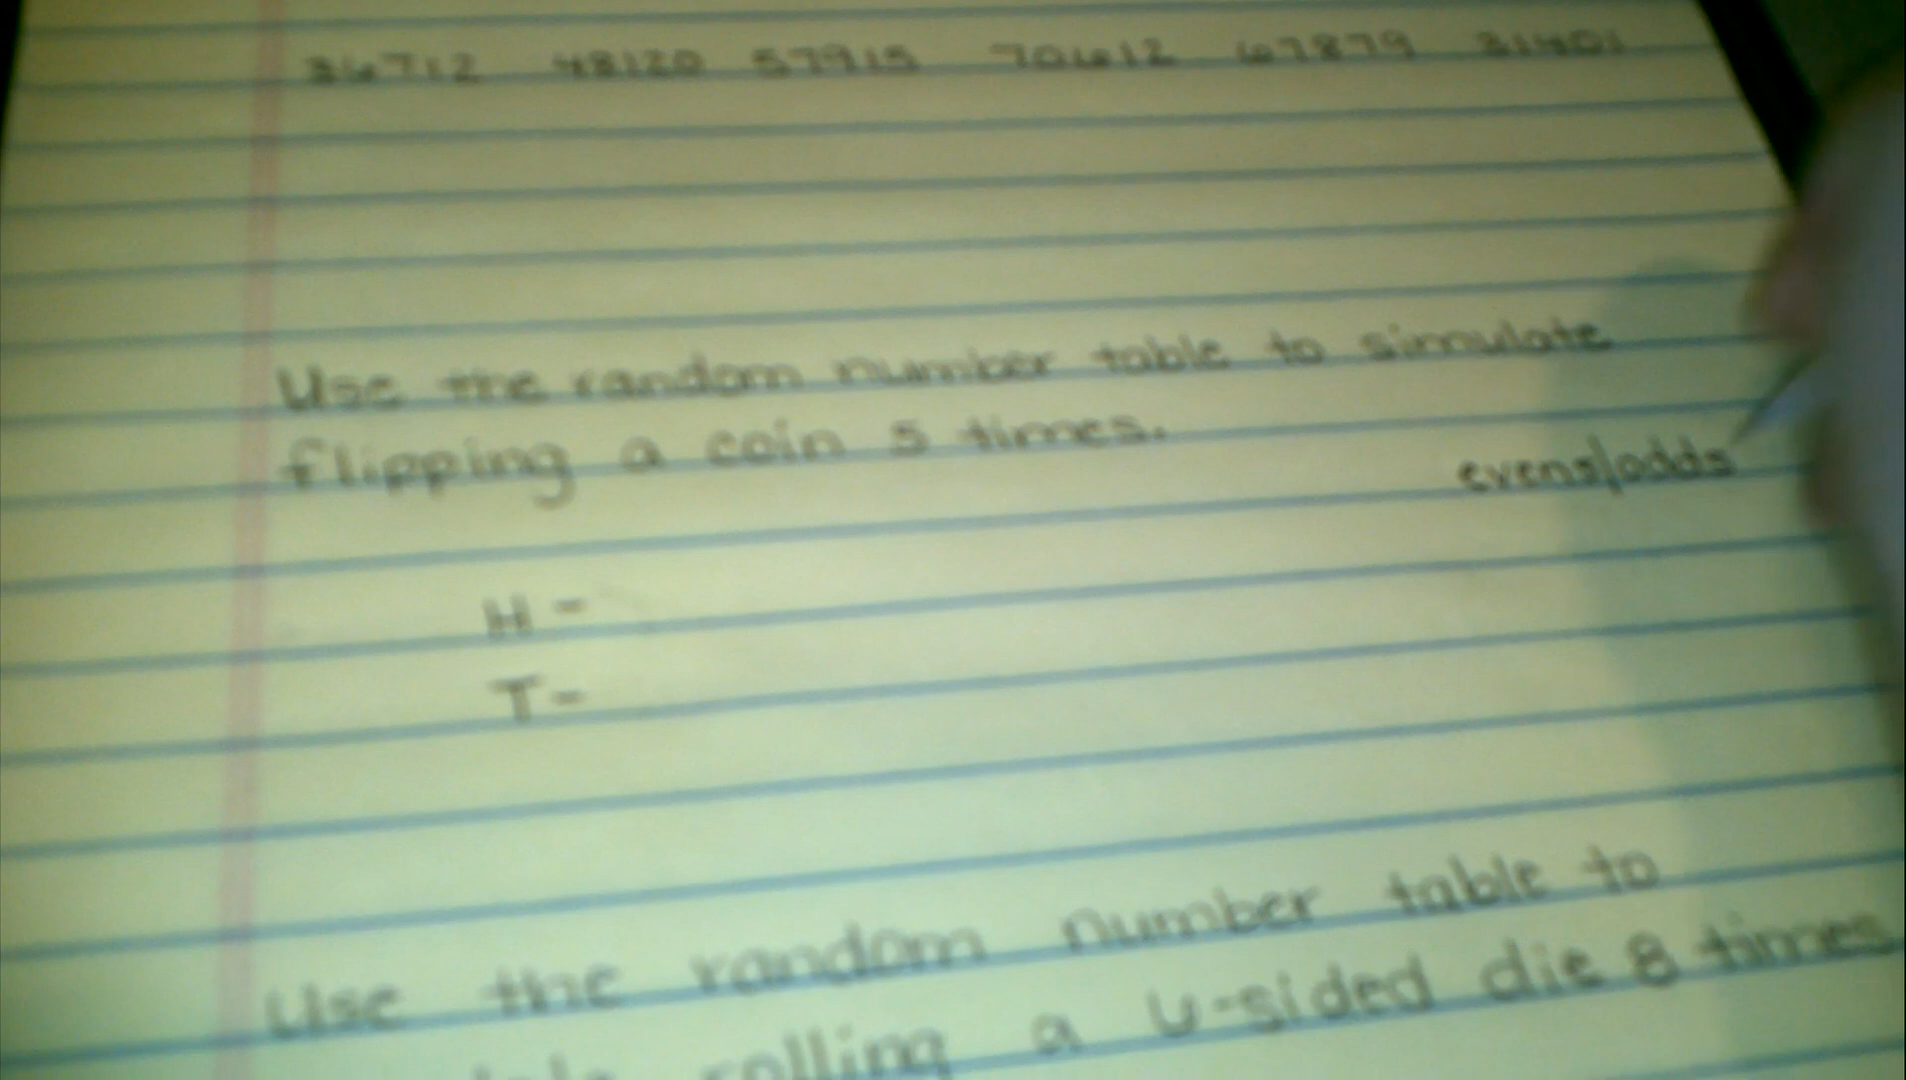 36712 48120 57915 70612 67879 31401
Use the random number table to simulate
flipping a coin 5 times.
evens/odds
H -
T -
Use the random number table to
rolling a 6-sided die 8 times